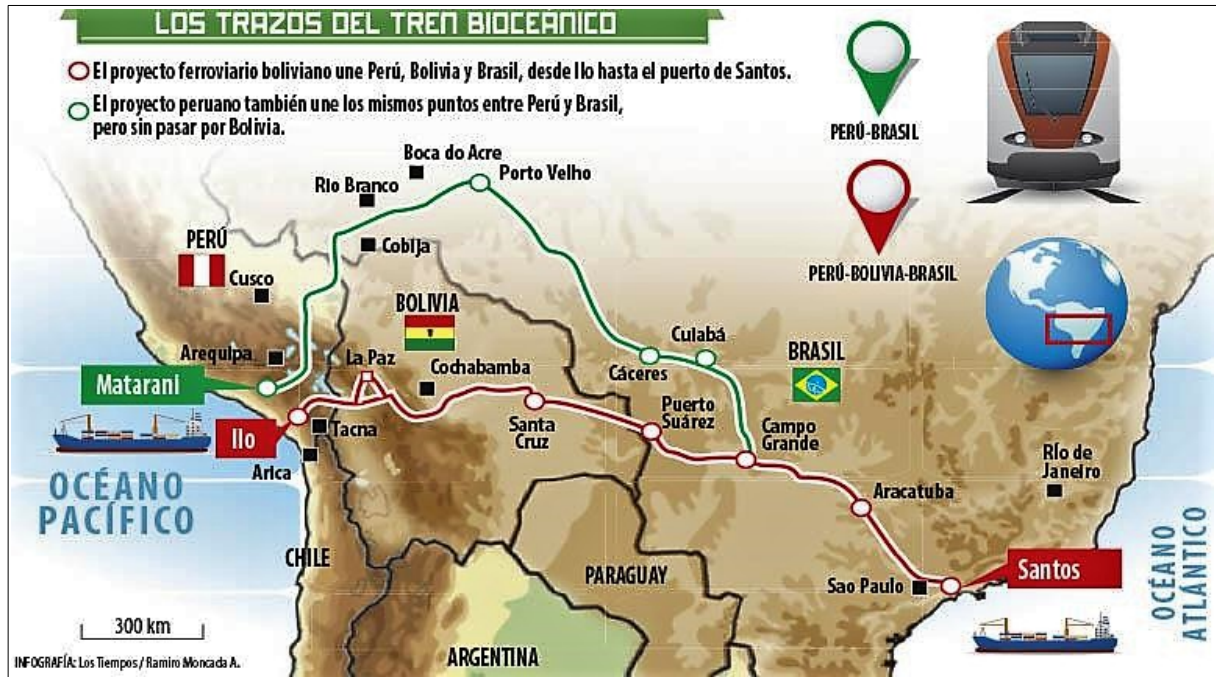 LOS TRAZOS DEL TREN BIOCEÁNICO
El proyecto ferroviario boliviano une Perú, Bolivia y Brasil, desde Ilo hasta el puerto de Santos.
El proyecto peruano también une los mismos puntos entre Perú y Brasil,
pero sin pasar por Bolivia.
PERÚ-BRASIL
PERÚ-BOLIVIA-BRASIL
Boca do Acre
Porto Velho
Rio Branco
Cobija
PERÚ
Cusco
BOLIVIA
Arequipa
La Paz
Cochabamba
Matarani
Cáceres
Cuiabá
BRASIL
Ilo
Tacna
Arica
Santa
Cruz
Puerto
Suárez
Campo
Grande
Río de
Janeiro
Aracatuba
OCÉANO
PACÍFICO
CHILE
PARAGUAY
Sao Paulo
Santos
OCÉANO
ATLÁNTICO
300 km
ARGENTINA
INFOGRAFÍA: Los Tiempos / Ramiro Moncada A.